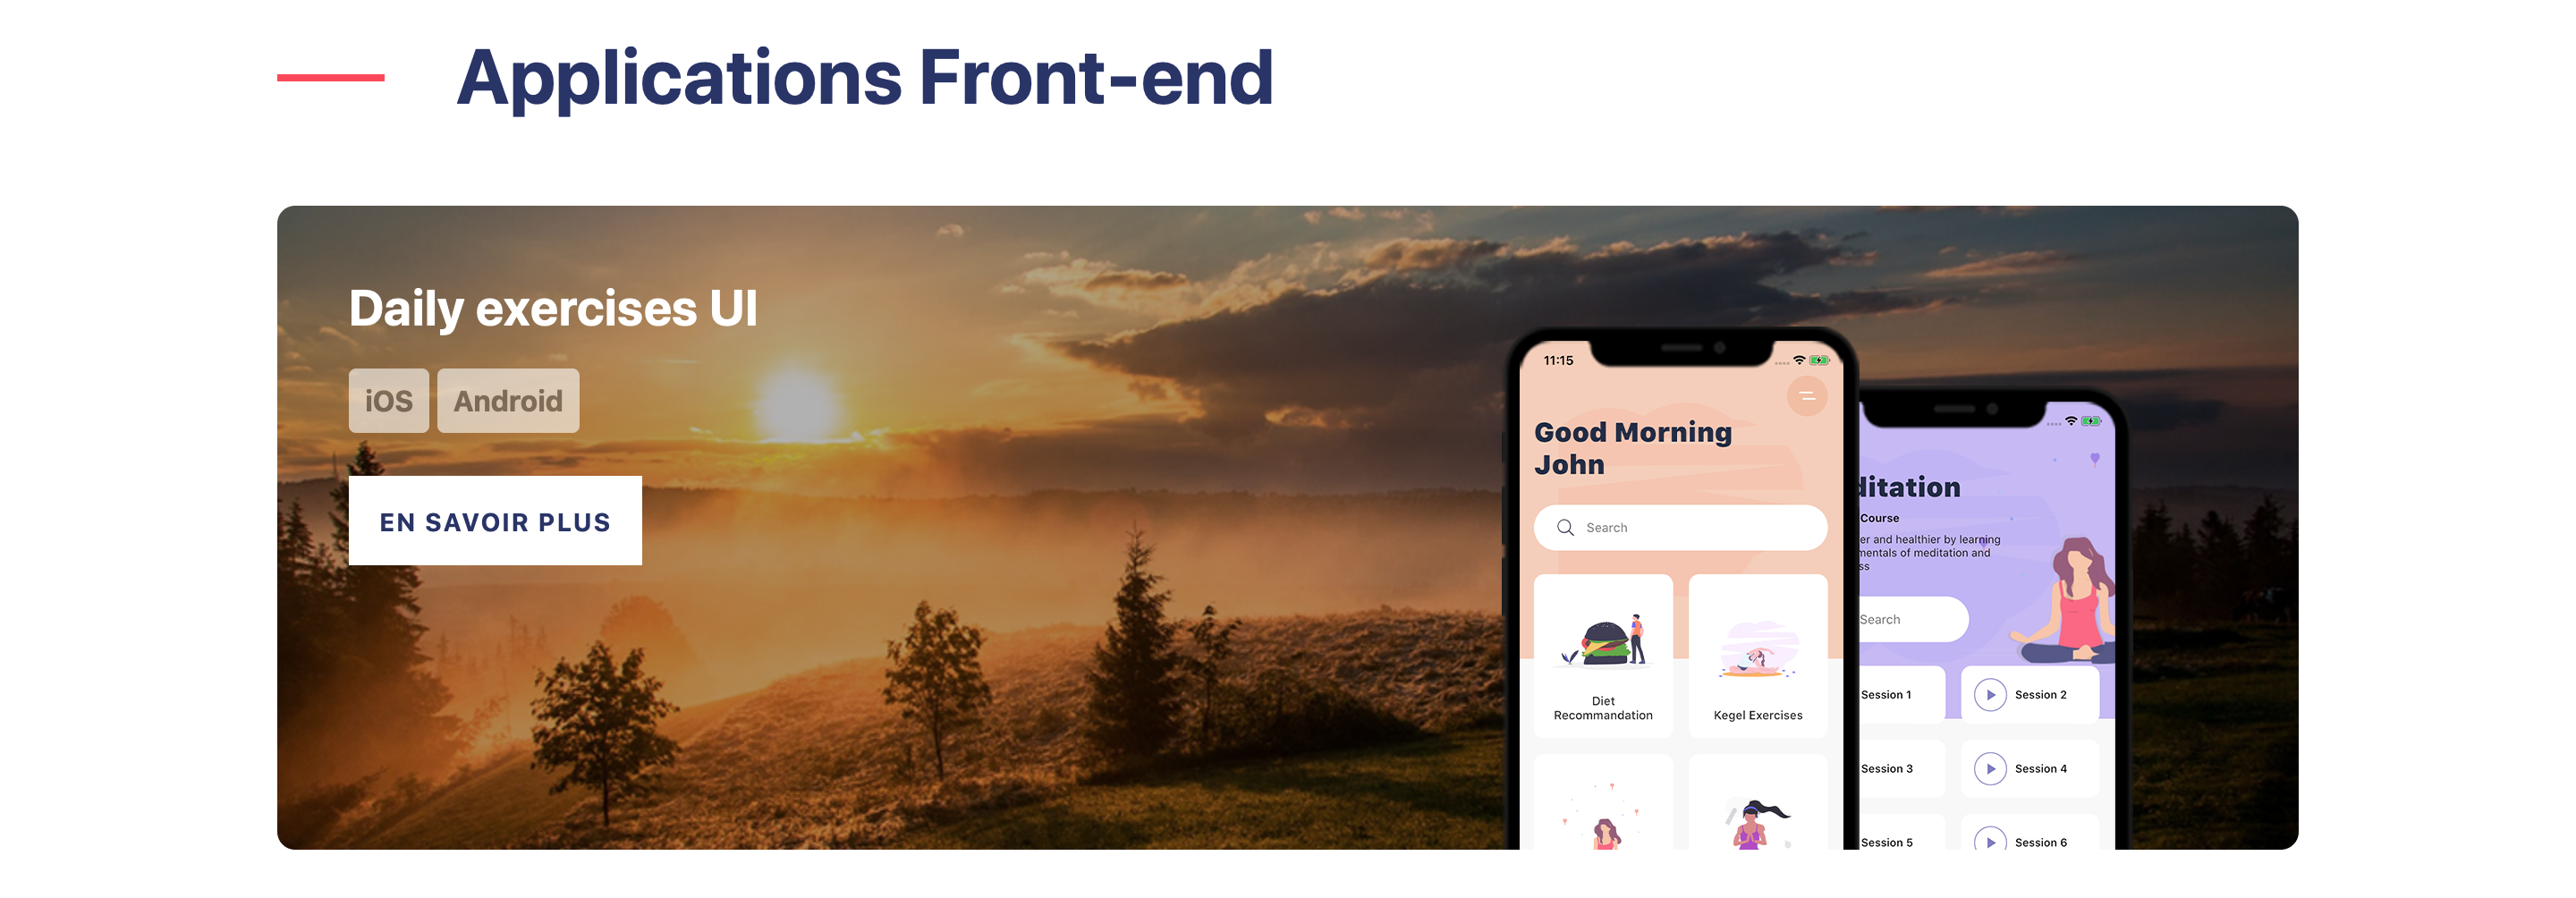 Applications Front-end
Daily exercises UI
iOS Android
EN SAVOIR PLUS
11:15
Good Morning
John
Search
Diet
Recommandation
Kegel Exercises
ditation
Course
er and healthier by learning
mentals of meditation and
ss
Search
Session 1 Session 2
Session 3 Session 4
Session 5 Session 6